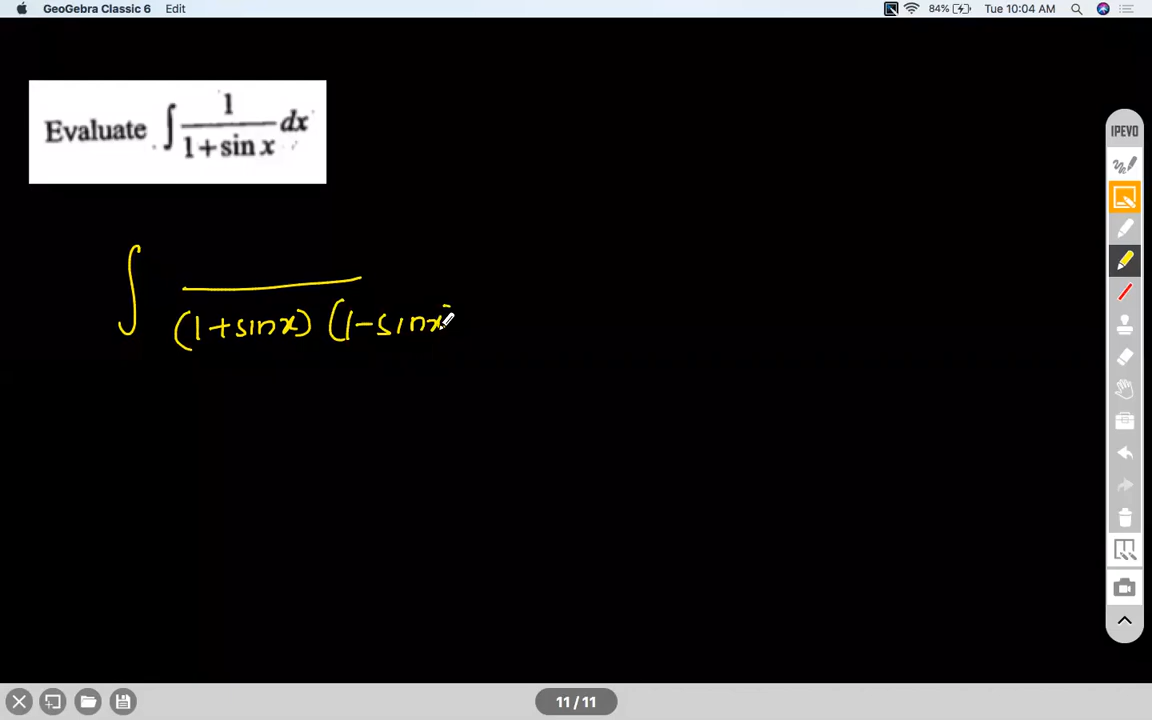 GeoGebra Classic 6 Edit 84% Tue 10:04 AM
IPEVO
Evaluate ∫ 1/(1+sin x) dx
∫ (1+sinx) (1-sinx
11/11